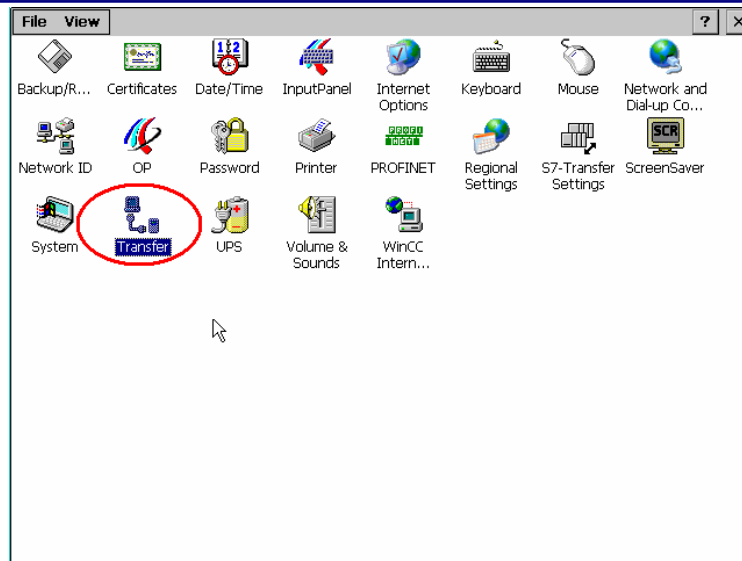 File View ? ×
Backup/R... Certificates Date/Time InputPanel Internet Options Keyboard Mouse Network and Dial-up Co...
Network ID OP Password Printer PROFINET Regional Settings S7-Transfer Settings SCR ScreenSaver
System Transfer UPS Volume & Sounds WinCC Intern...